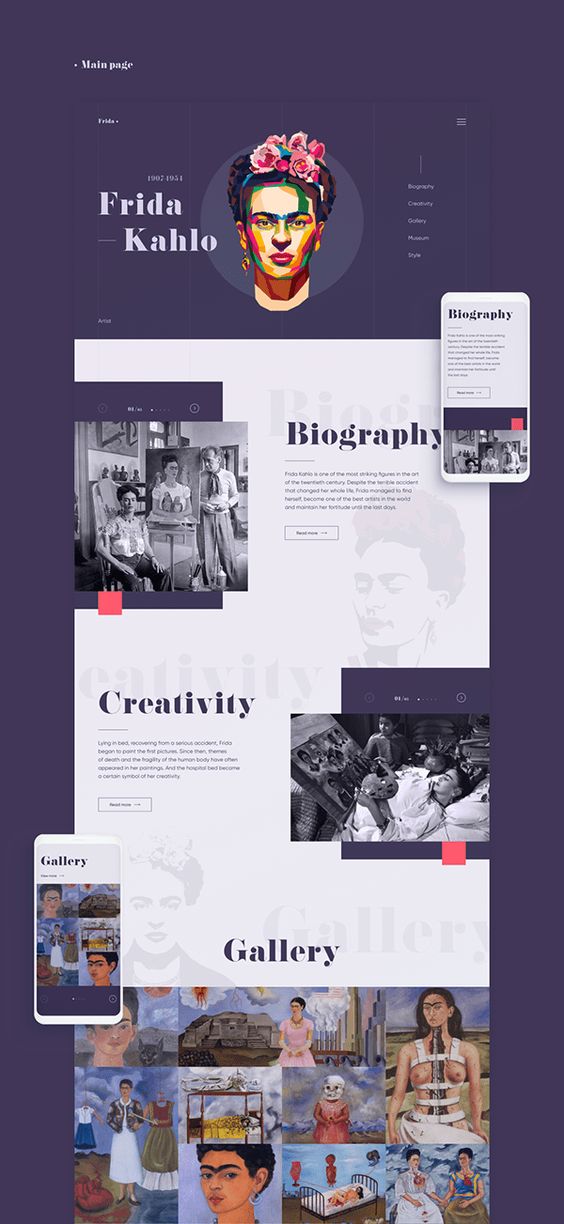 • Main page
Frida •
1907-1954
Frida
Kahlo
Biography
Creativity
Gallery
Museum
Style
Artist
Biography
Frida Kahlo is one of the most striking
figures in the art of the twentieth
century. Despite the terrible accident
that changed her whole life, Frida
managed to find herself, become
one of the best artists in the world
and maintain her fortitude until
the last days.
Read more →
01/05
Biography
Biography
Frida Kahlo is one of the most striking figures in the art
of the twentieth century. Despite the terrible accident
that changed her whole life, Frida managed to find
herself, become one of the best artists in the world
and maintain her fortitude until the last days.
Read more →
eativity
Creativity
Lying in bed, recovering from a serious accident, Frida
began to paint the first pictures. Since then, themes
of death and the fragility of the human body have often
appeared in her paintings. And the hospital bed became
a certain symbol of her creativity.
Read more →
01/05
Gallery
View more →
Gallery
Gallery